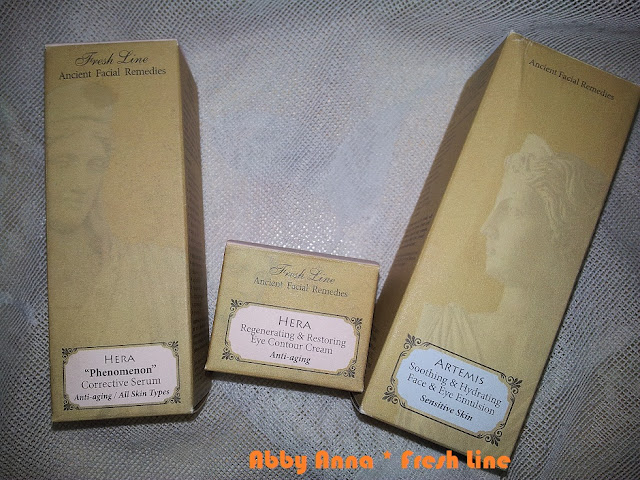 Fresh Line
Ancient Facial Remedies
HERA
"Phenomenon"
Corrective Serum
Anti-aging / All Skin Types
Fresh Line
Ancient Facial Remedies
HERA
Regenerating & Restoring
Eye Contour Cream
Anti-aging
Ancient Facial Remedies
ARTEMIS
Soothing & Hydrating
Face & Eye Emulsion
Sensitive Skin
Abby Anna * Fresh Line